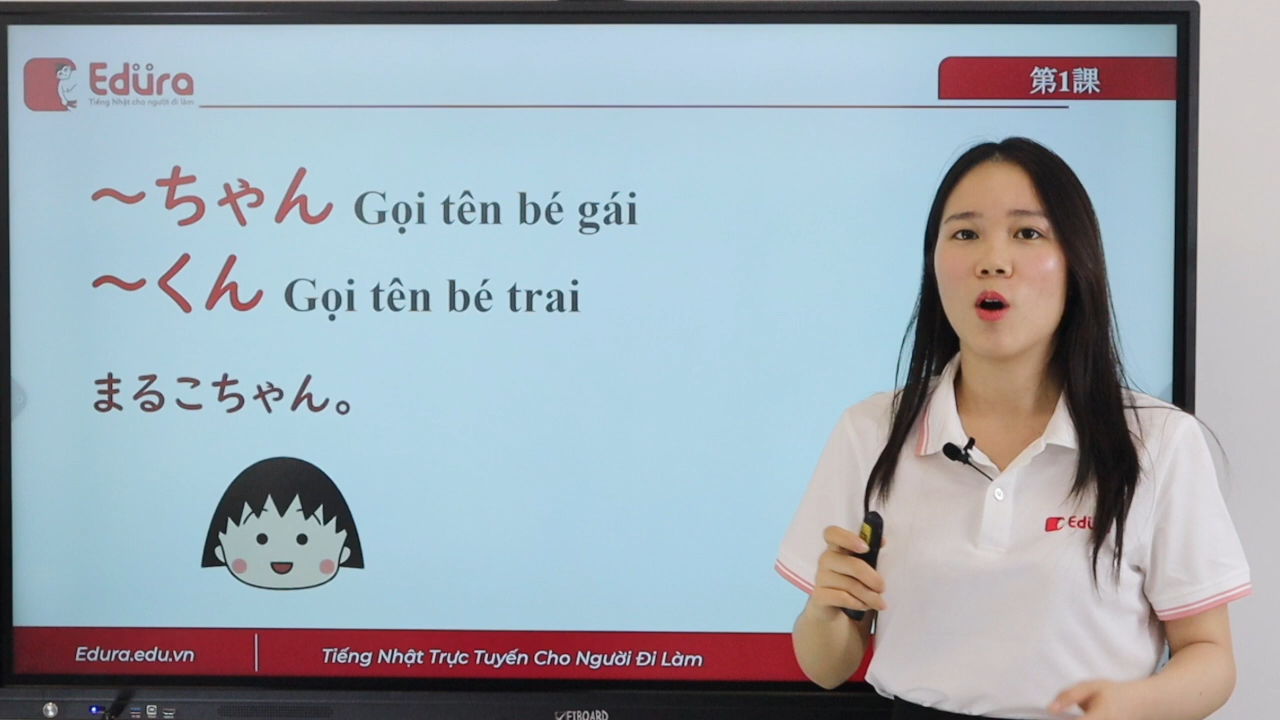 Edura
Tiếng Nhật cho người đi làm
第1課
～ちゃん Gọi tên bé gái
～くん Gọi tên bé trai
まるこちゃん。
Edura.edu.vn
Tiếng Nhật Trực Tuyến Cho Người Đi Làm